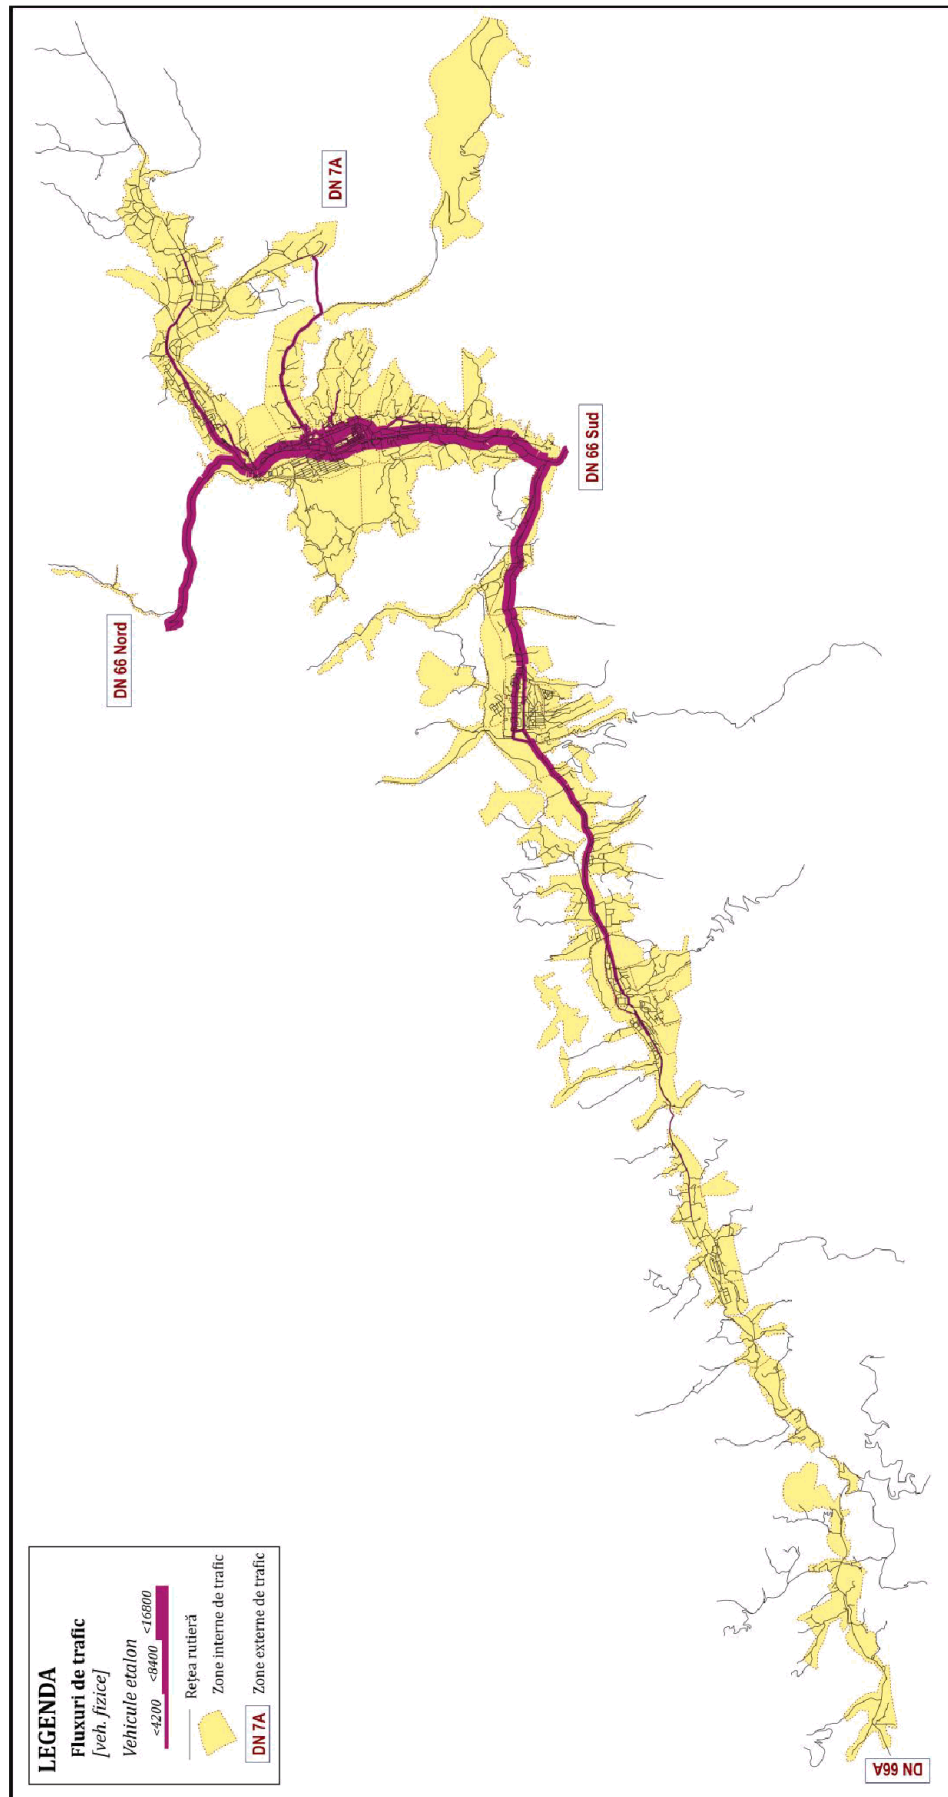 DN 7A
DN 66 Sud
DN 66 Nord
DN 66A
LEGENDA
Fluxuri de trafic
[veh. fizice]
Vehicule etalon
<4200 <8400 <16800
Rețea rutieră
Zone interne de trafic
DN 7A Zone externe de trafic